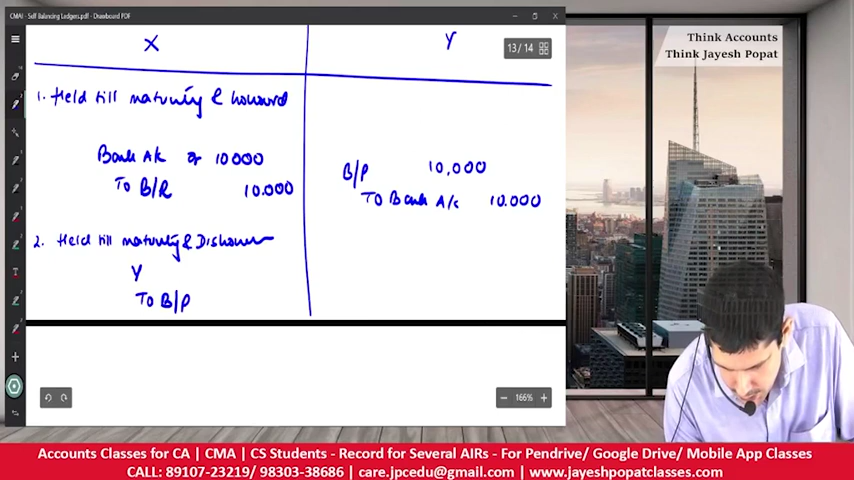 CMAI - Self Balancing Ledgers.pdf - Drawboard PDF
X
Y
13 / 14
1. Held till maturity & honoured
Bank A/c Dr 10000
To B/R 10.000
B/P 10,000
To Bank A/c 10.000
2. Held till maturity & Dishonour
Y
To B/P
166%
Think Accounts
Think Jayesh Popat
Accounts Classes for CA | CMA | CS Students - Record for Several AIRs - For Pendrive/ Google Drive/ Mobile App Classes
CALL: 89107-23219/ 98303-38686 | care.jpcedu@gmail.com | www.jayeshpopatclasses.com